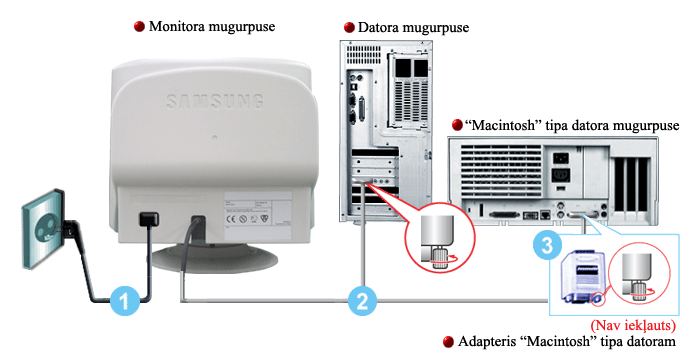 Monitora mugurpuse
Datora mugurpuse
SAMSUNG
“Macintosh” tipa datora mugurpuse
1
2
3
(Nav iekļauts)
Adapteris “Macintosh” tipa datoram